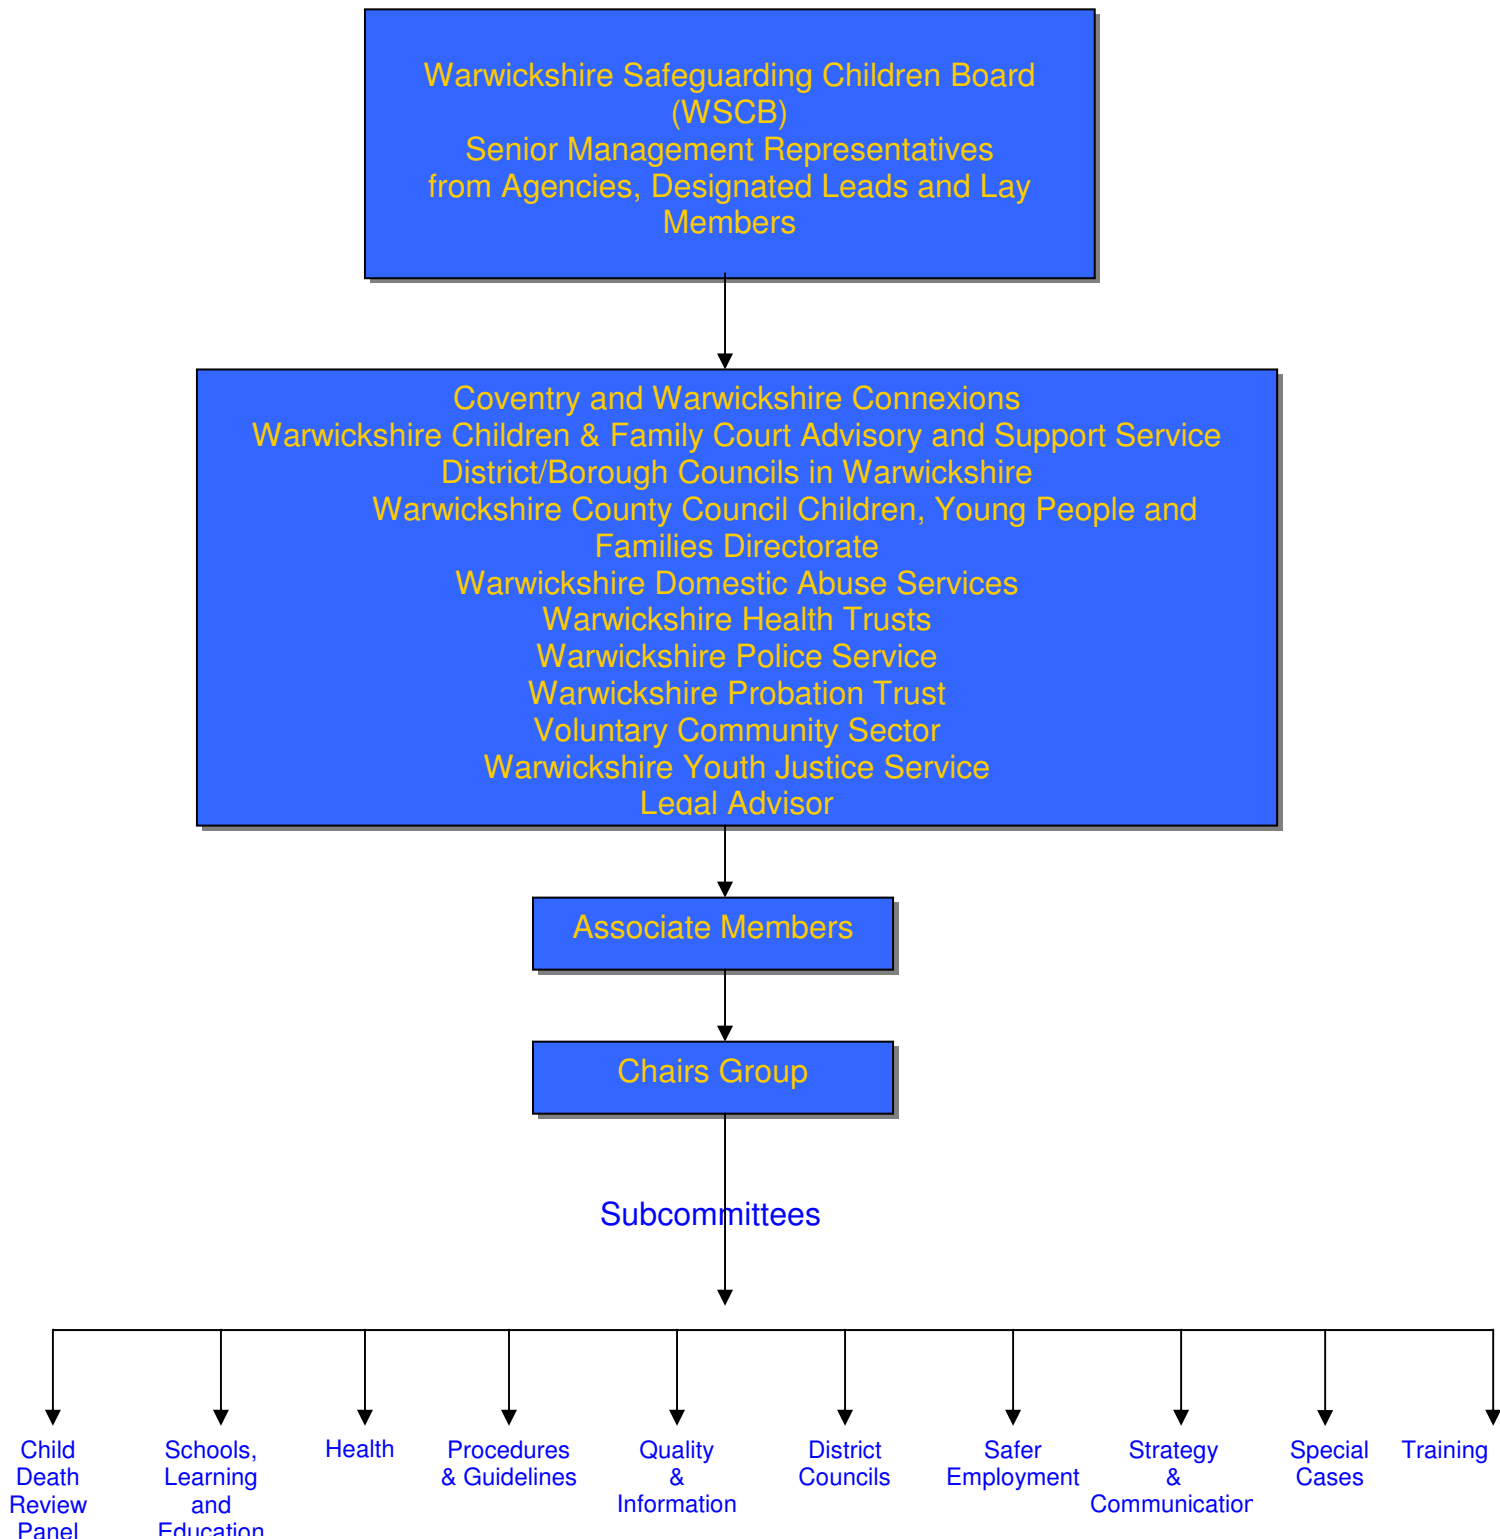 Warwickshire Safeguarding Children Board
(WSCB)
Senior Management Representatives
from Agencies, Designated Leads and Lay
Members
Coventry and Warwickshire Connexions
Warwickshire Children & Family Court Advisory and Support Service
District/Borough Councils in Warwickshire
Warwickshire County Council Children, Young People and
Families Directorate
Warwickshire Domestic Abuse Services
Warwickshire Health Trusts
Warwickshire Police Service
Warwickshire Probation Trust
Voluntary Community Sector
Warwickshire Youth Justice Service
Legal Advisor
Associate Members
Chairs Group
Subcommittees
Child
Death
Review
Panel
Schools,
Learning
and
Education
Health
Procedures
& Guidelines
Quality
&
Information
District
Councils
Safer
Employment
Strategy
&
Communication
Special
Cases
Training